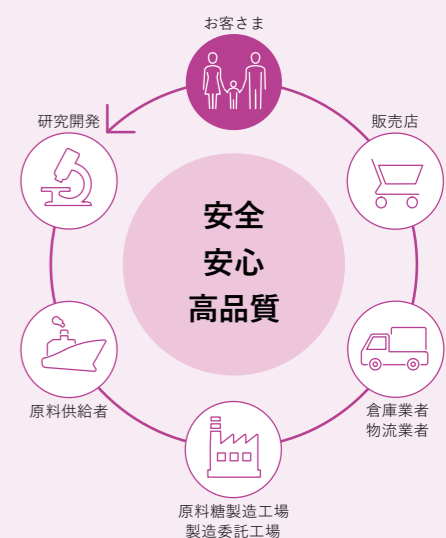 お客さま
研究開発
販売店
安全
安心
高品質
原料供給者
倉庫業者
物流業者
原料糖製造工場
製造委託工場